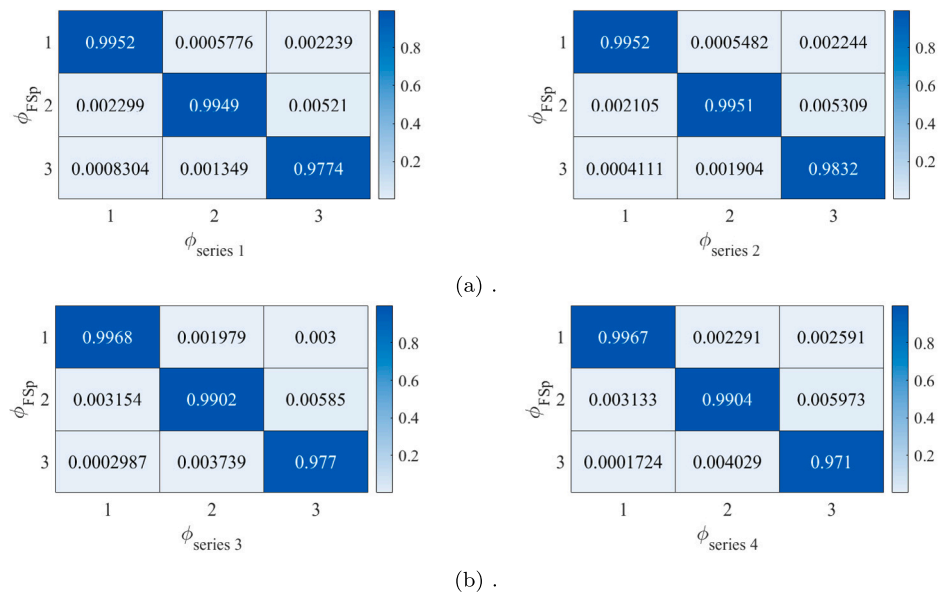 1 0.9952 0.0005776 0.002239 0.8
0.6
ϕFSp 2 0.002299 0.9949 0.00521 0.4
3 0.0008304 0.001349 0.9774 0.2
1 2 3
ϕseries 1
1 0.9952 0.0005482 0.002244 0.8
0.6
ϕFSp 2 0.002105 0.9951 0.005309 0.4
3 0.0004111 0.001904 0.9832 0.2
1 2 3
ϕseries 2
(a) .
1 0.9968 0.001979 0.003 0.8
0.6
ϕFSp 2 0.003154 0.9902 0.00585 0.4
3 0.0002987 0.003739 0.977 0.2
1 2 3
ϕseries 3
1 0.9967 0.002291 0.002591 0.8
0.6
ϕFSp 2 0.003133 0.9904 0.005973 0.4
3 0.0001724 0.004029 0.971 0.2
1 2 3
ϕseries 4
(b) .